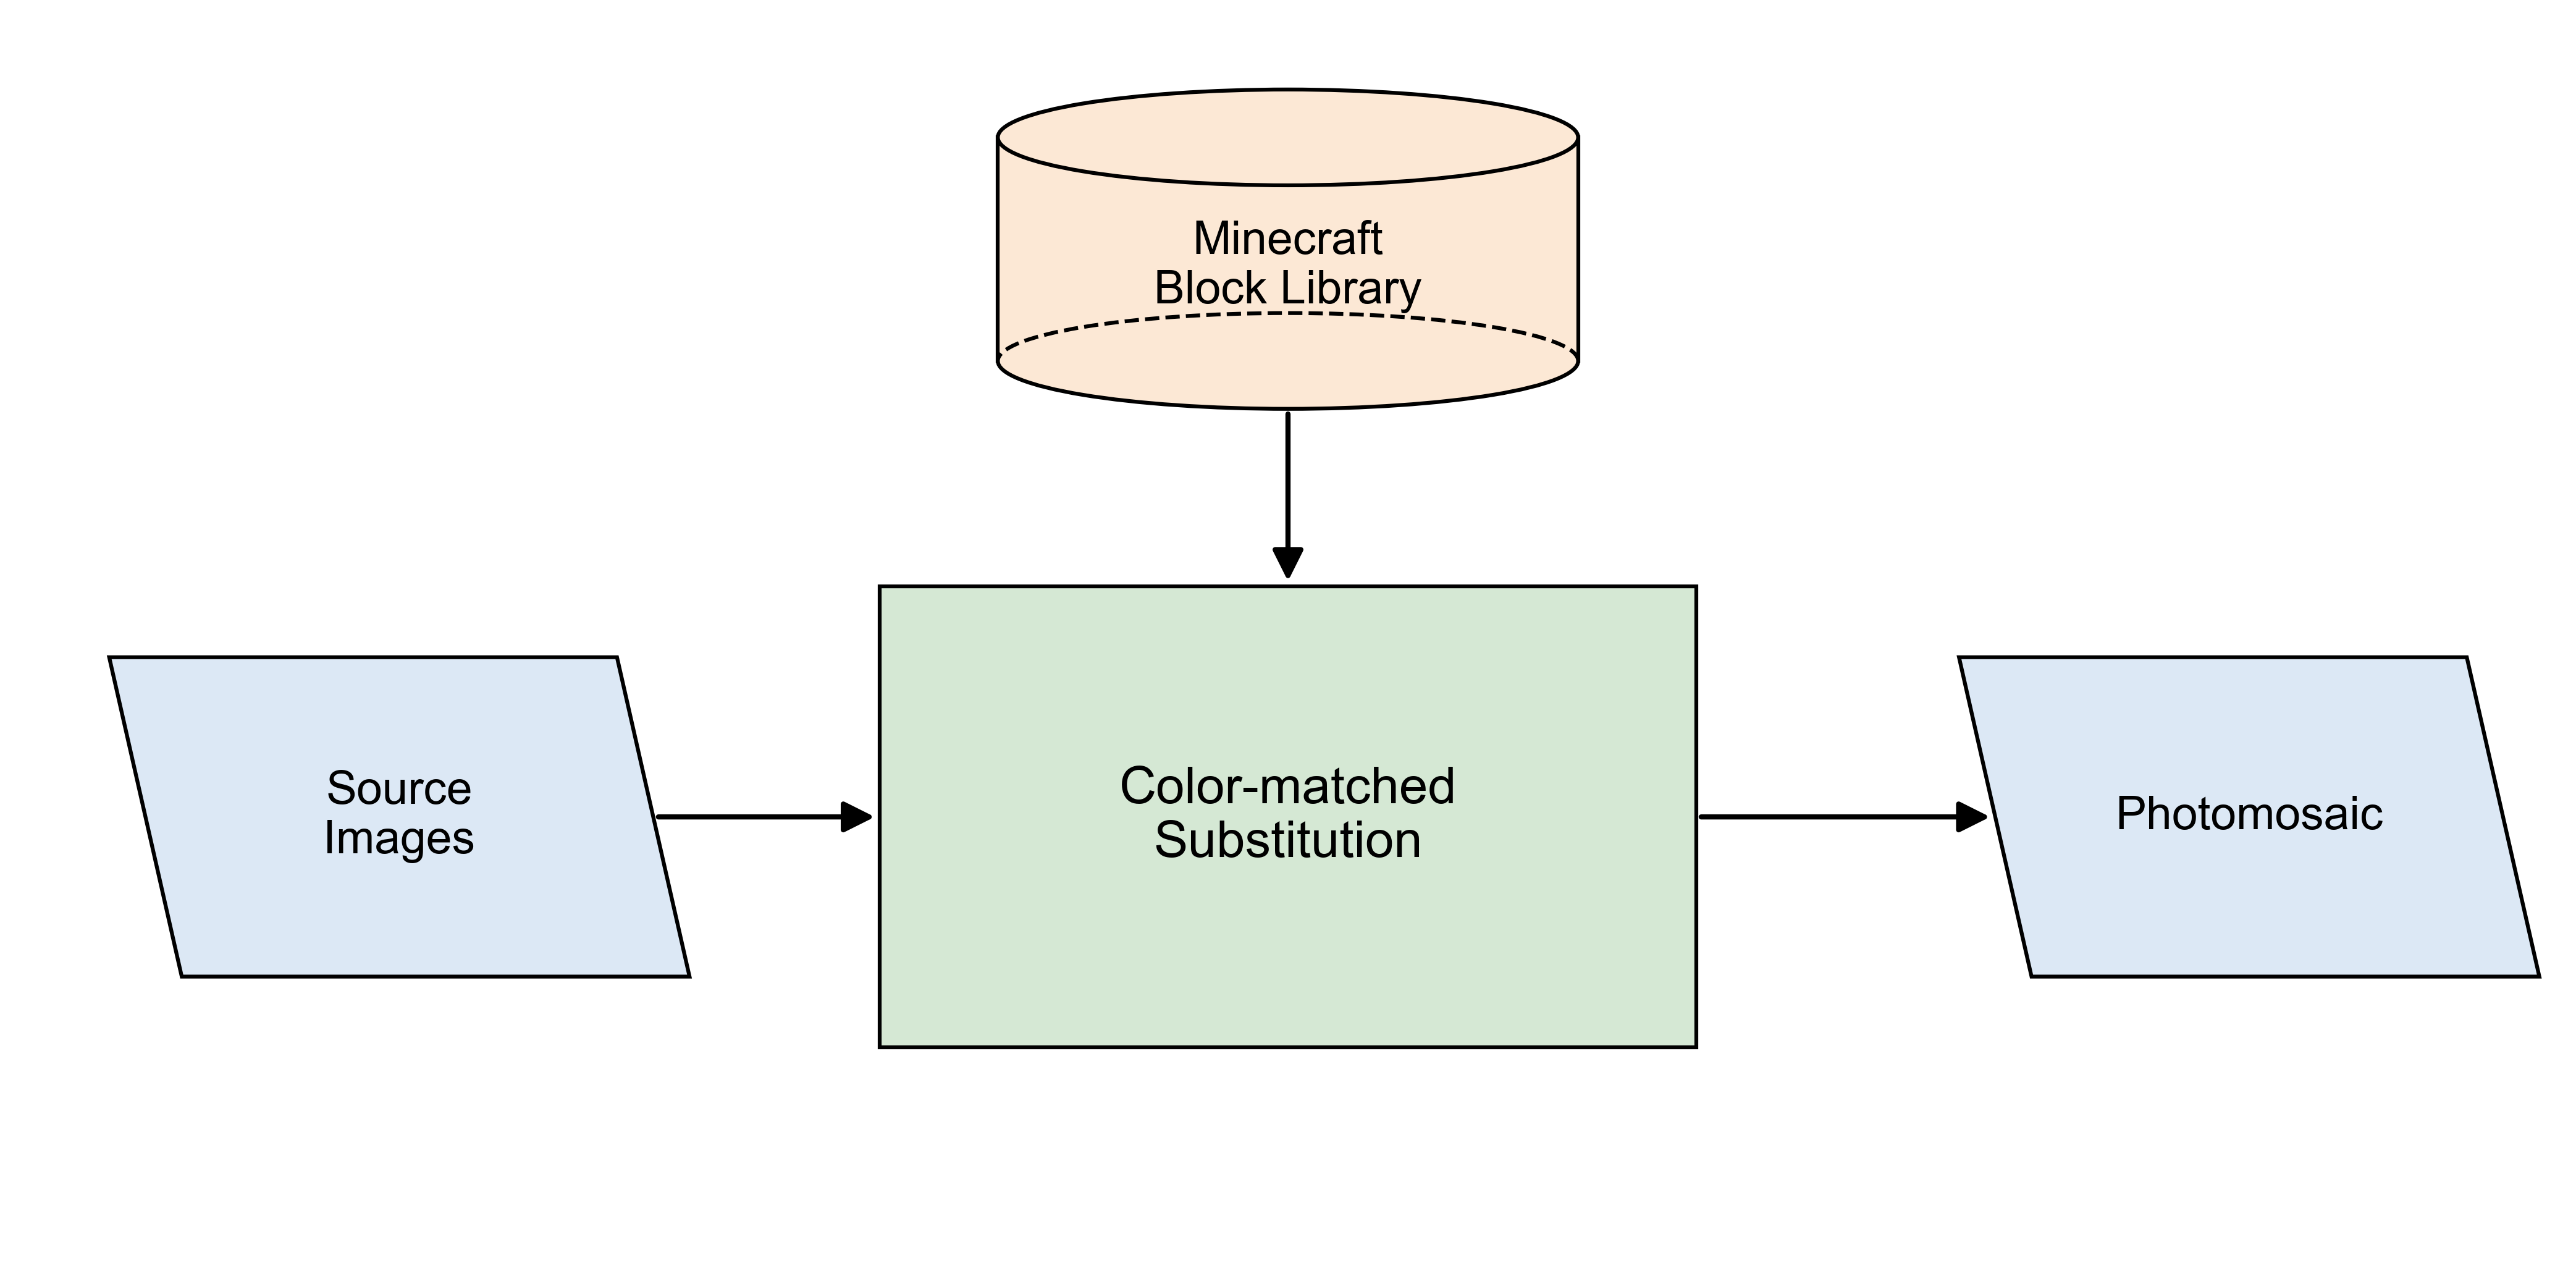 Minecraft
Block Library
Source
Images
Color-matched
Substitution
Photomosaic